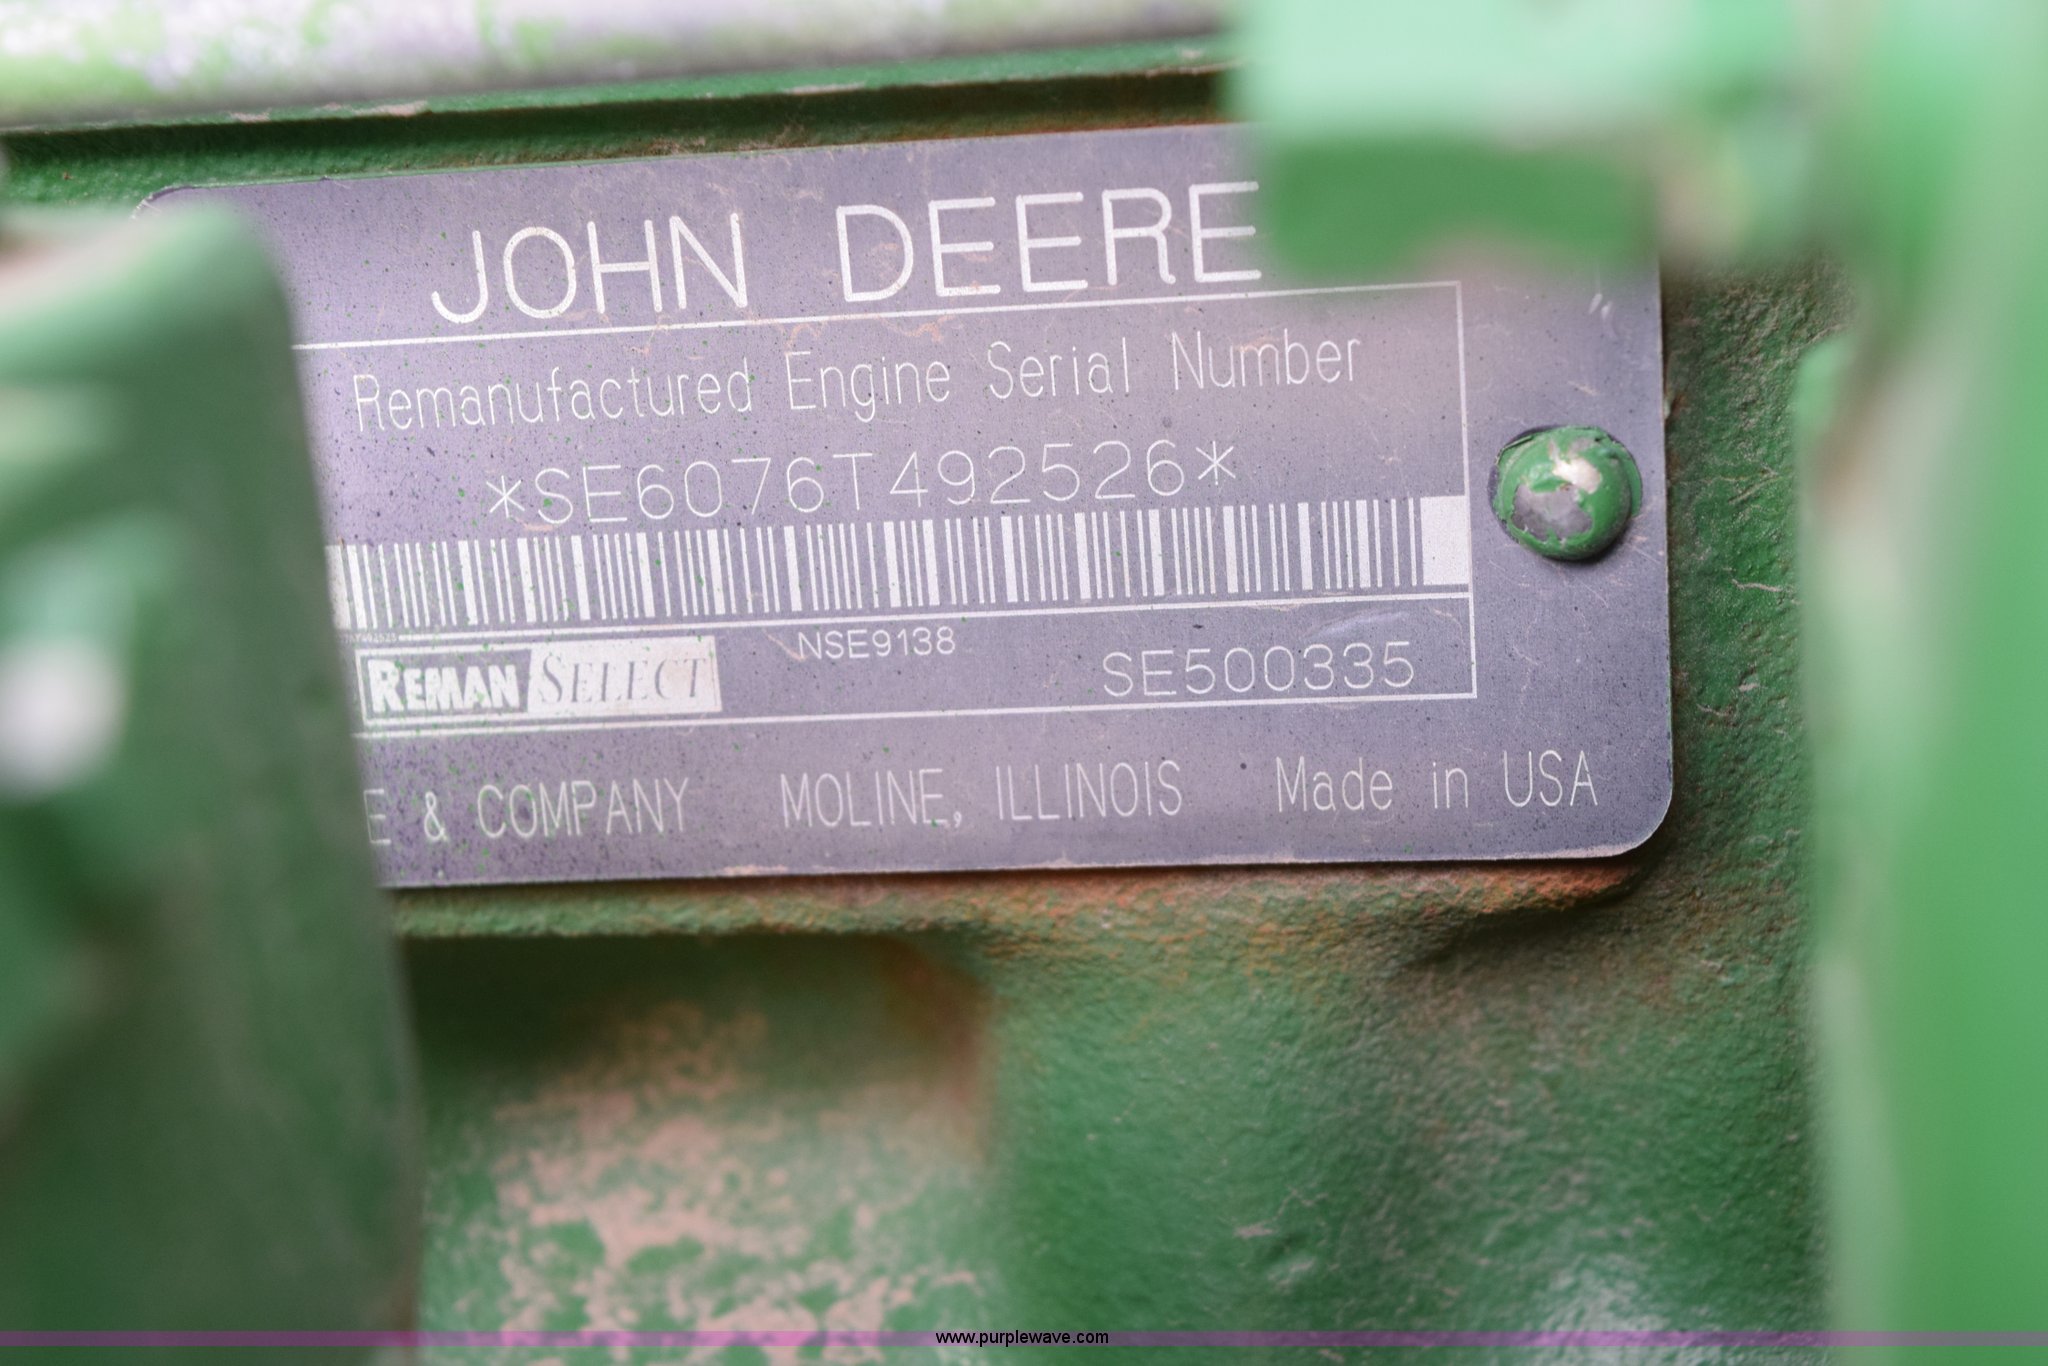 JOHN DEERE
Remanufactured Engine Serial Number
*SE6076T492526*
REMAN SELECT
NSE9138
SE500335
E & COMPANY MOLINE, ILLINOIS Made in USA
www.purplewave.com